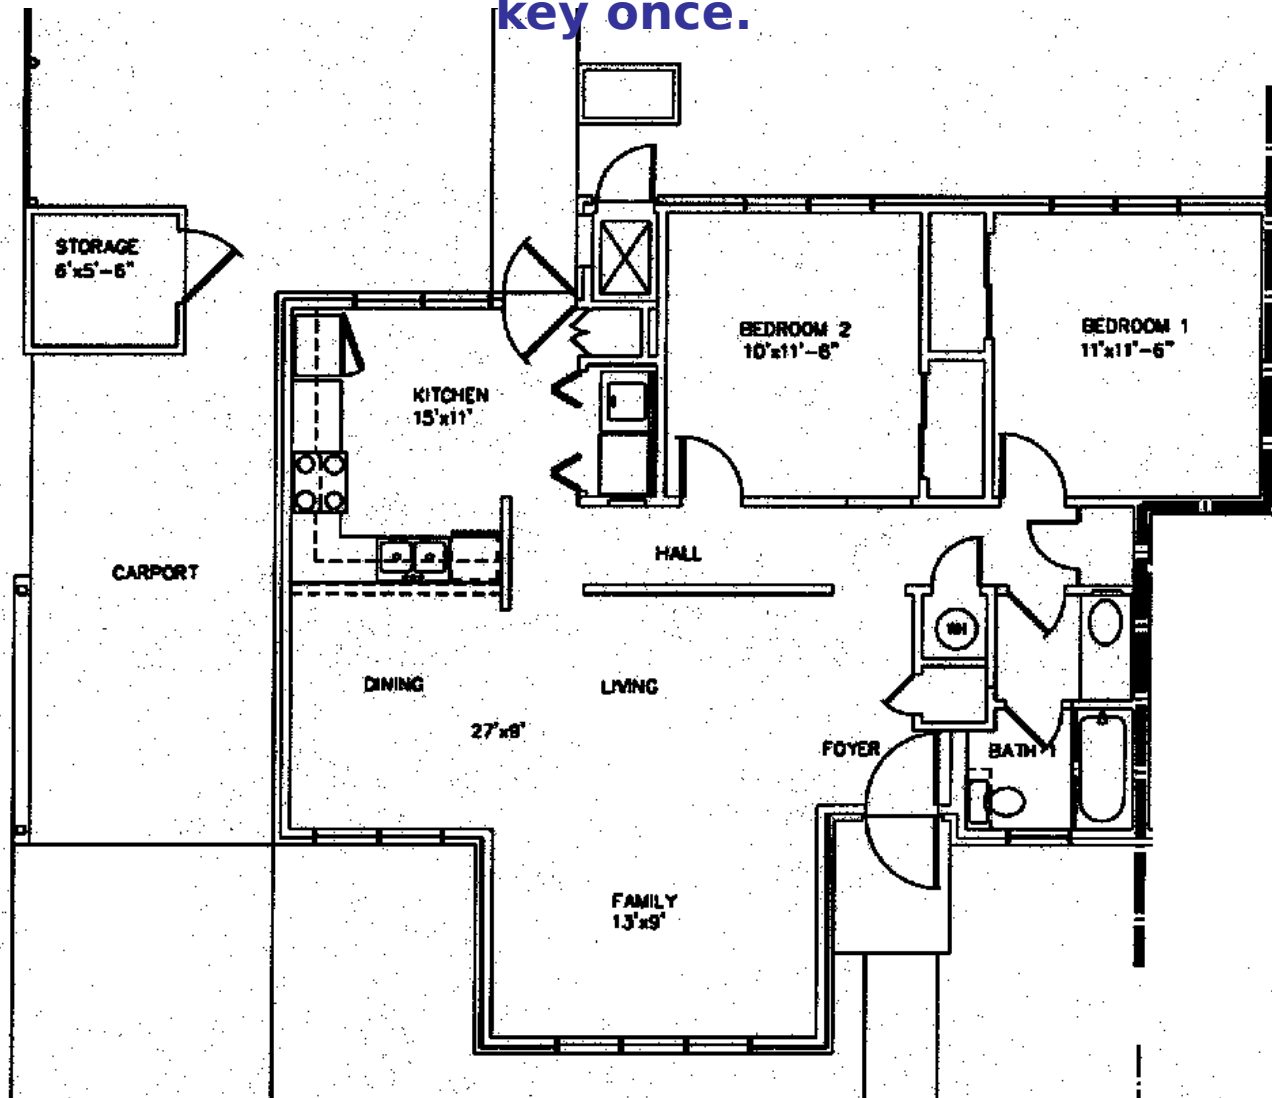 key once.
STORAGE
6'x5'-6"
BEDROOM 2
10'x11'-6"
BEDROOM 1
11'x11'-6"
KITCHEN
15'x11'
HALL
CARPORT
WH
DINING
LIVING
27'x9'
FOYER
BATH 1
FAMILY
13'x9'